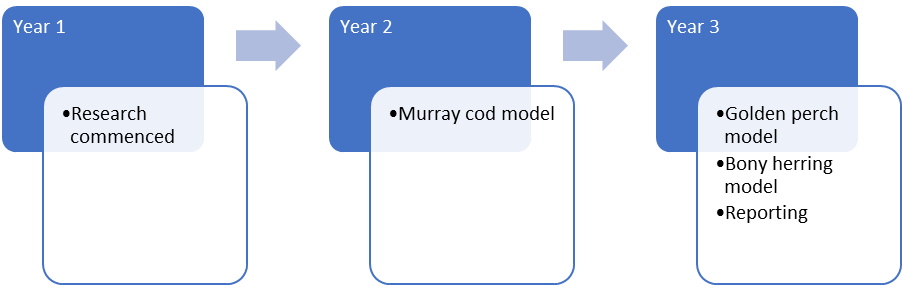 Year 1
•Research
commenced
Year 2
•Murray cod model
Year 3
•Golden perch
model
•Bony herring
model
•Reporting